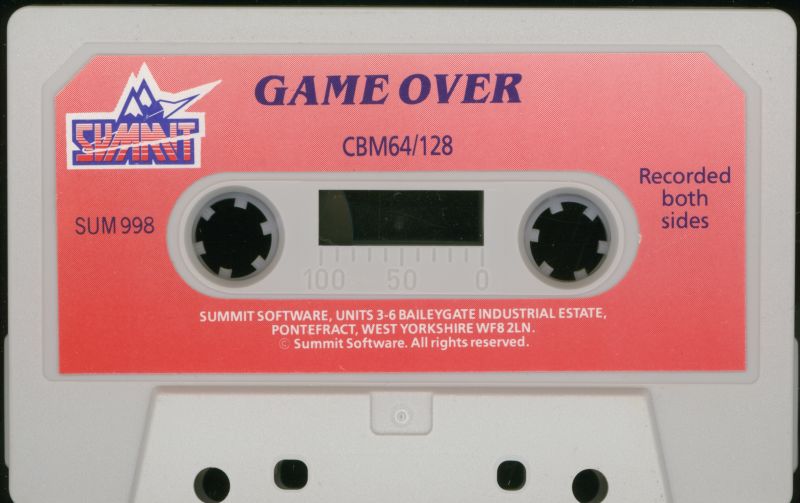 GAME OVER
SUMMIT
CBM64/128
Recorded
both
sides
SUM 998
100 50 0
SUMMIT SOFTWARE, UNITS 3-6 BAILEYGATE INDUSTRIAL ESTATE,
PONTEFRACT, WEST YORKSHIRE WF8 2LN.
© Summit Software. All rights reserved.